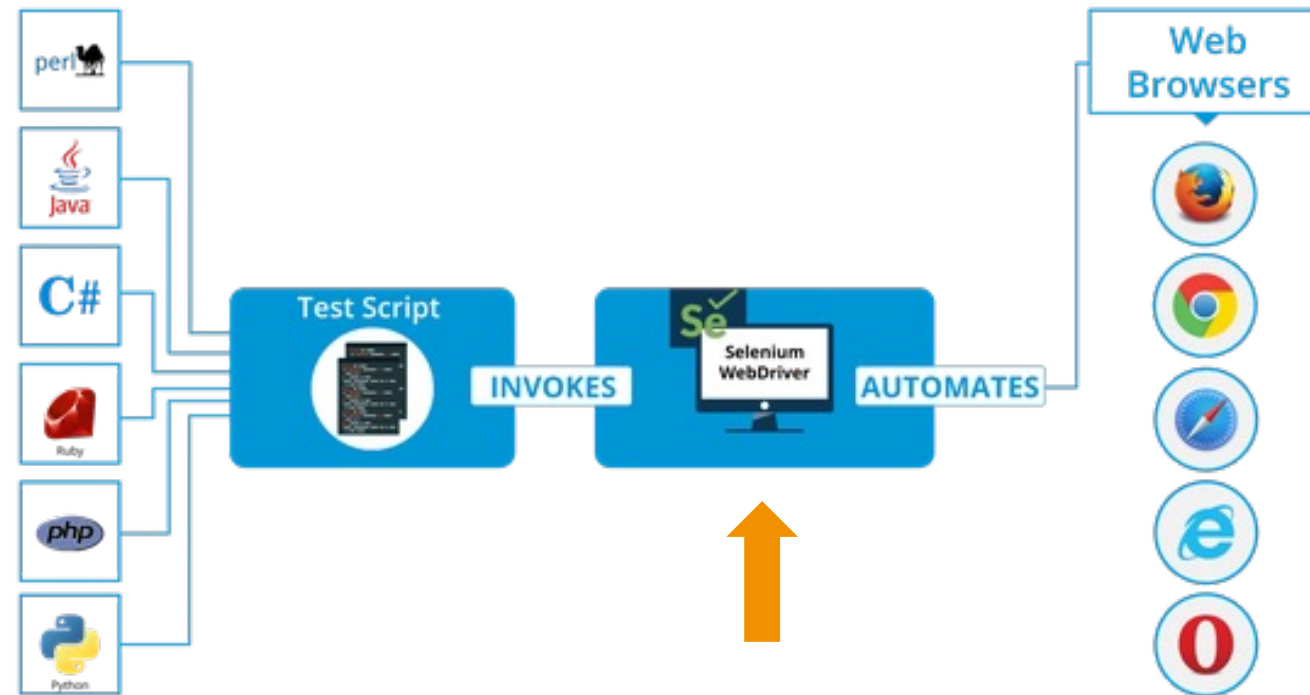 perl
Java
C#
Ruby
php
Python
Test Script
INVOKES
Se
Selenium
WebDriver
AUTOMATES
Web
Browsers